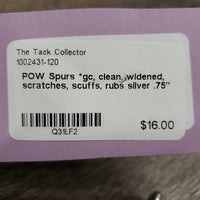 The Tack Collector
1002431-120
POW Spurs *gc, clean, widened,
scratches, scuffs, rubs silver .75"
Q31LF2
$16.00